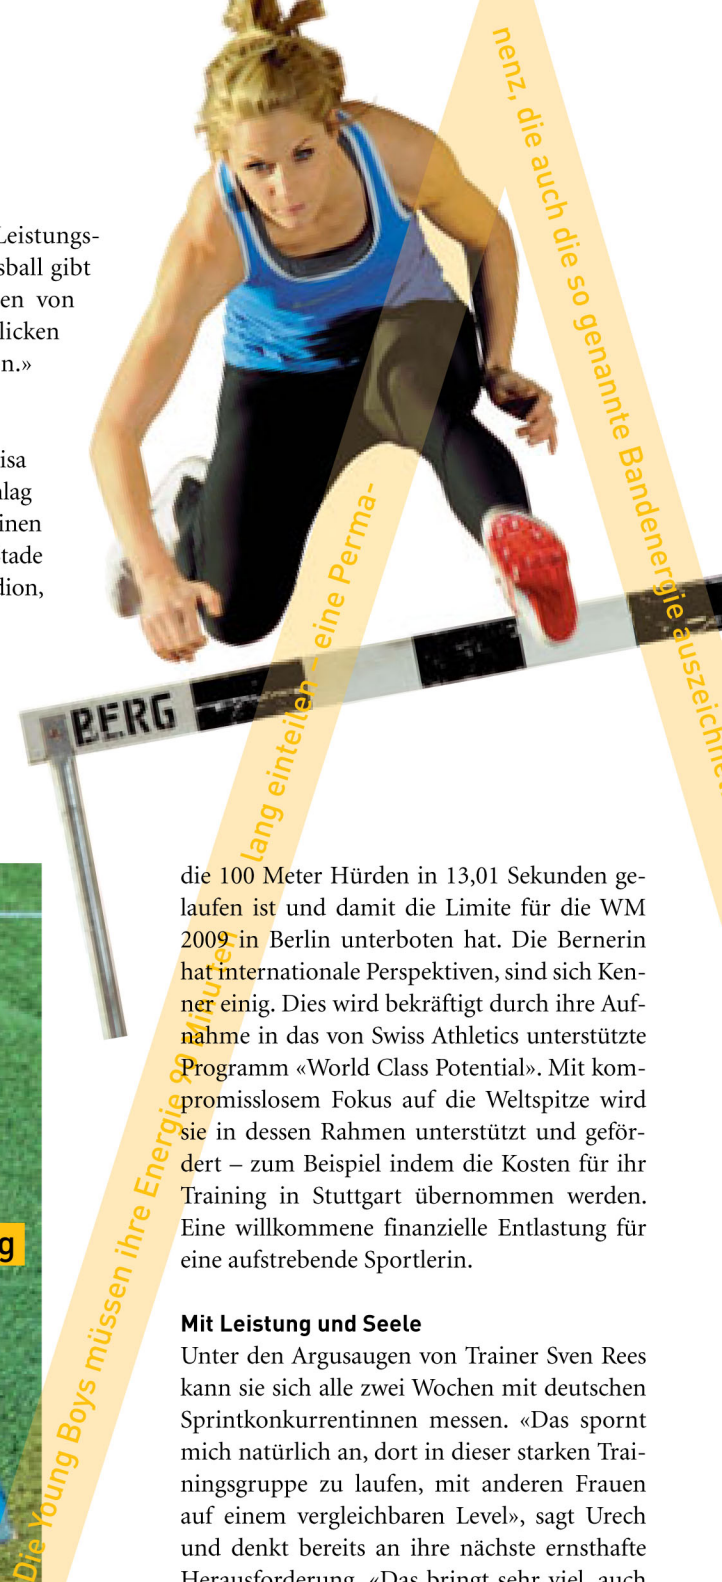 Leistungs-
sball gibt
en von
licken
n.»
isa
lag
inen
tade
dion,
BERG
Die Young Boys müssen ihre Energie 90 Minuten lang einteilen – eine Perma-
nenz, die auch die so genannte Bandenergie auszeichnet
die 100 Meter Hürden in 13,01 Sekunden ge-
laufen ist und damit die Limite für die WM
2009 in Berlin unterboten hat. Die Bernerin
hat internationale Perspektiven, sind sich Ken-
ner einig. Dies wird bekräftigt durch ihre Auf-
nahme in das von Swiss Athletics unterstützte
Programm «World Class Potential». Mit kom-
promisslosem Fokus auf die Weltspitze wird
sie in dessen Rahmen unterstützt und geför-
dert – zum Beispiel indem die Kosten für ihr
Training in Stuttgart übernommen werden.
Eine willkommene finanzielle Entlastung für
eine aufstrebende Sportlerin.
g
Mit Leistung und Seele
Unter den Argusaugen von Trainer Sven Rees
kann sie sich alle zwei Wochen mit deutschen
Sprintkonkurrentinnen messen. «Das spornt
mich natürlich an, dort in dieser starken Trai-
ningsgruppe zu laufen, mit anderen Frauen
auf einem vergleichbaren Level», sagt Urech
und denkt bereits an ihre nächste ernsthafte
Herausforderung. «Das bringt sehr viel, auch